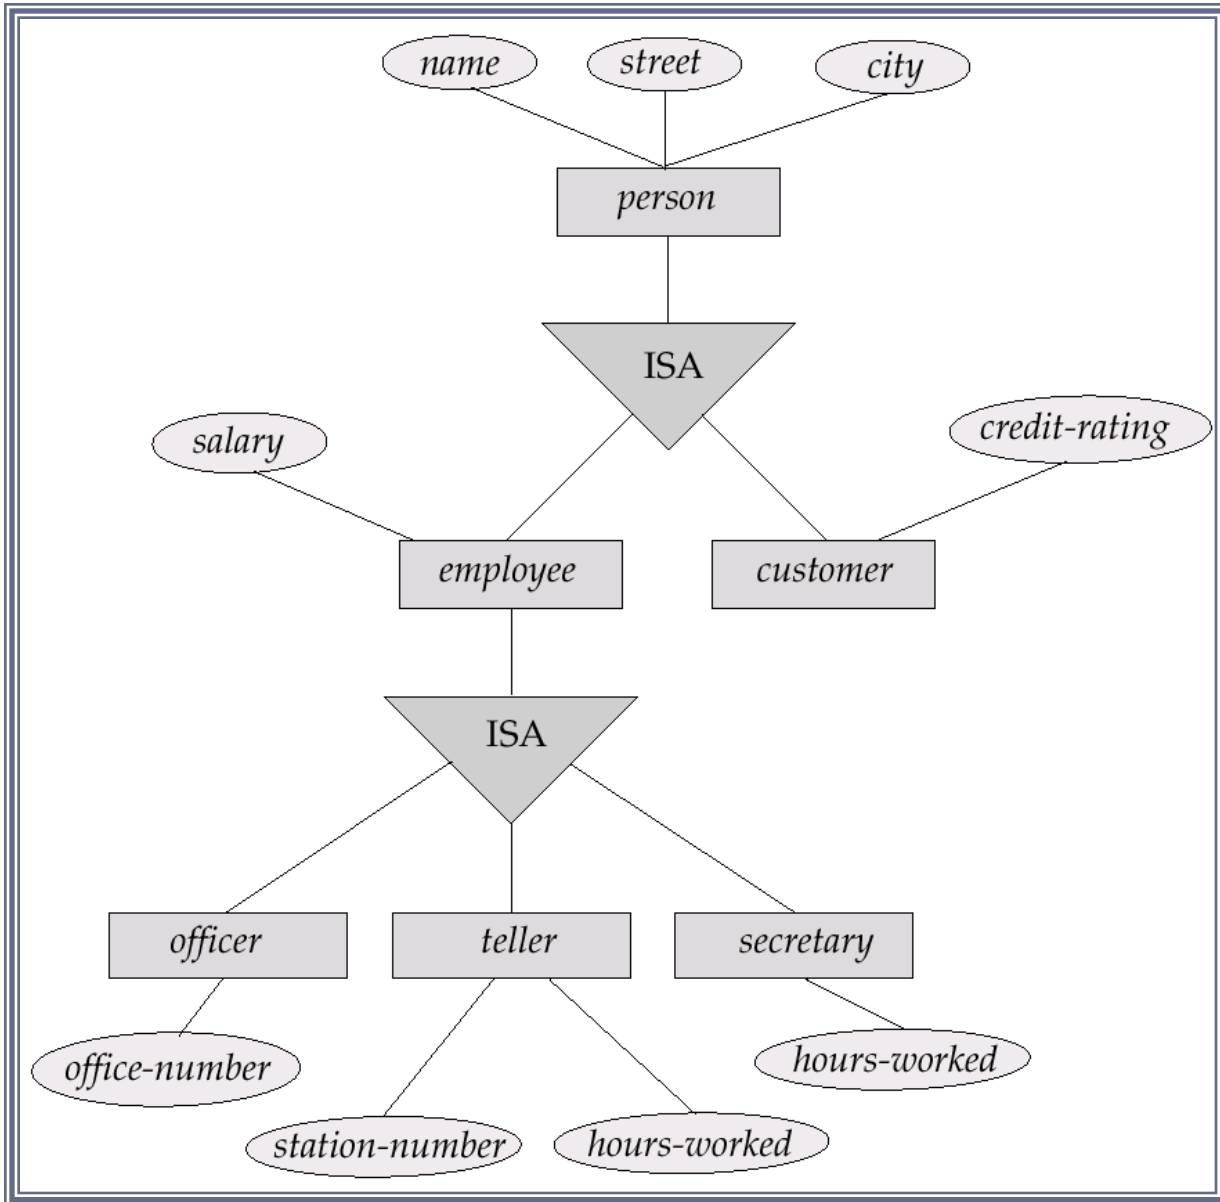 name
street
city
person
ISA
salary
credit-rating
employee
customer
ISA
officer
teller
secretary
office-number
hours-worked
station-number
hours-worked